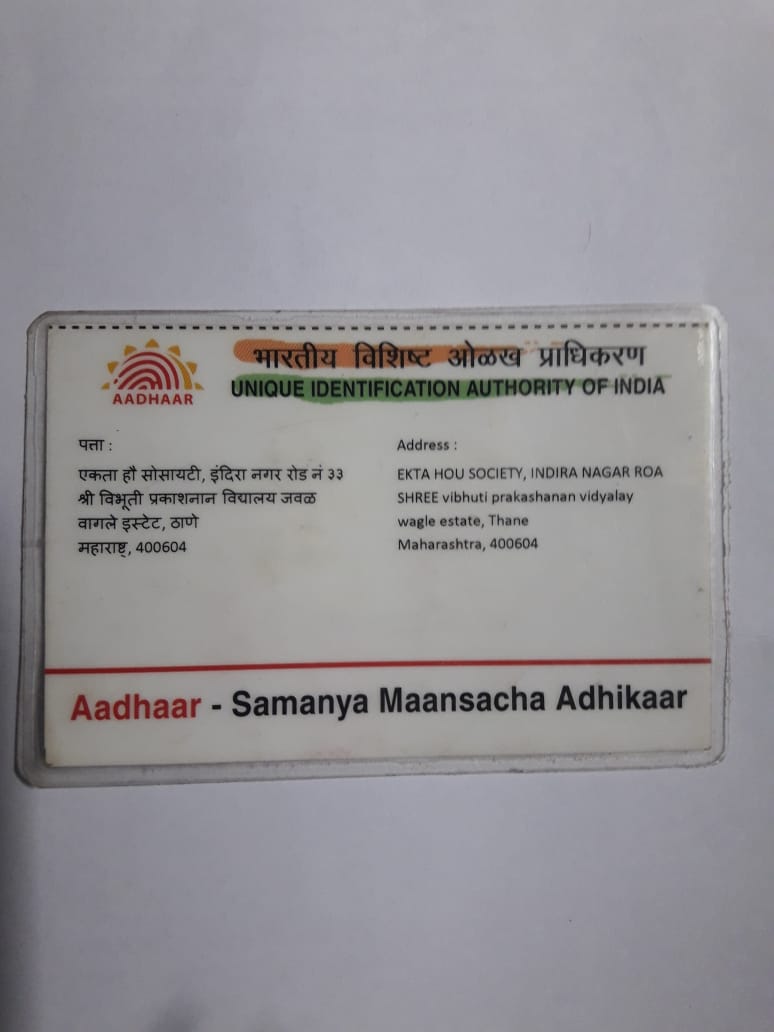 भारतीय विशिष्ट ओळख प्राधिकरण
UNIQUE IDENTIFICATION AUTHORITY OF INDIA
AADHAAR
पत्ता :
एकता हौ सोसायटी, इंदिरा नगर रोड नं ३३
श्री विभूती प्रकाशनान विद्यालय जवळ
वागले इस्टेट, ठाणे
महाराष्ट्, 400604
Address :
EKTA HOU SOCIETY, INDIRA NAGAR ROA
SHREE vibhuti prakashanan vidyalay
wagle estate, Thane
Maharashtra, 400604
Aadhaar - Samanya Maansacha Adhikaar